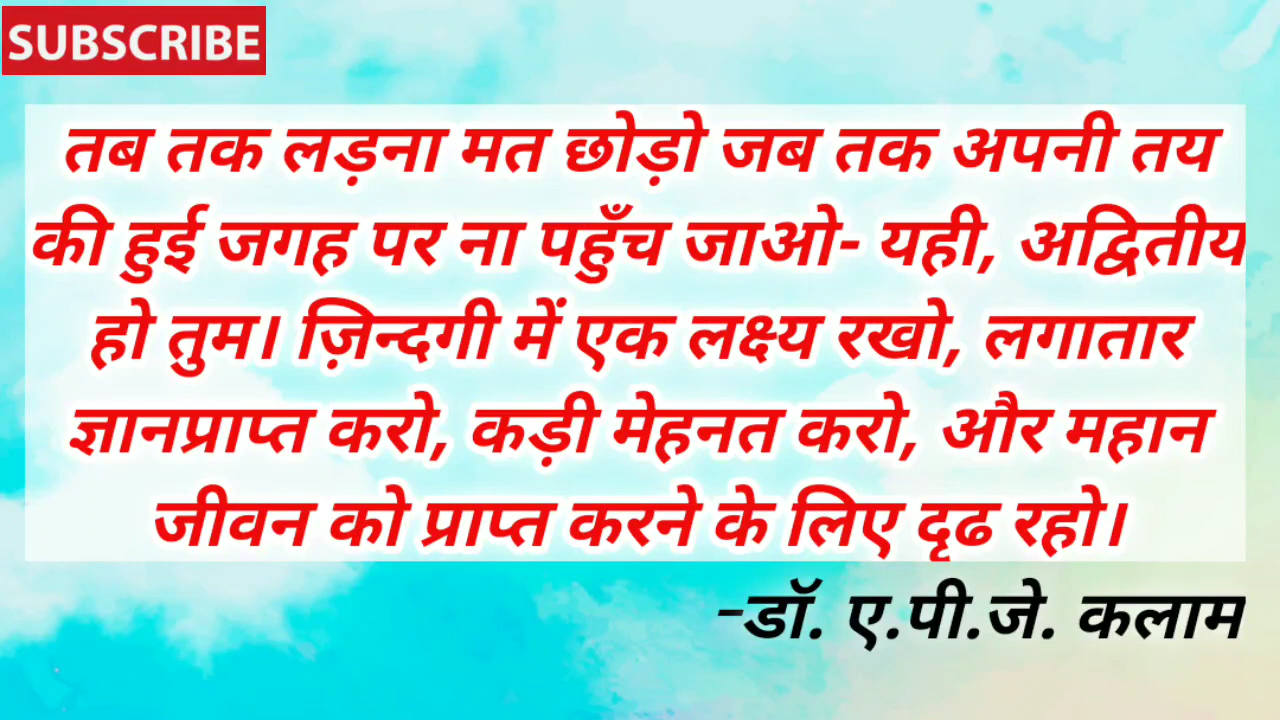 SUBSCRIBE
तब तक लड़ना मत छोड़ो जब तक अपनी तय
की हुई जगह पर ना पहुँच जाओ- यही, अद्वितीय
हो तुम। ज़िन्दगी में एक लक्ष्य रखो, लगातार
ज्ञानप्राप्त करो, कड़ी मेहनत करो, और महान
जीवन को प्राप्त करने के लिए दृढ रहो।
-डॉ. ए.पी.जे. कलाम